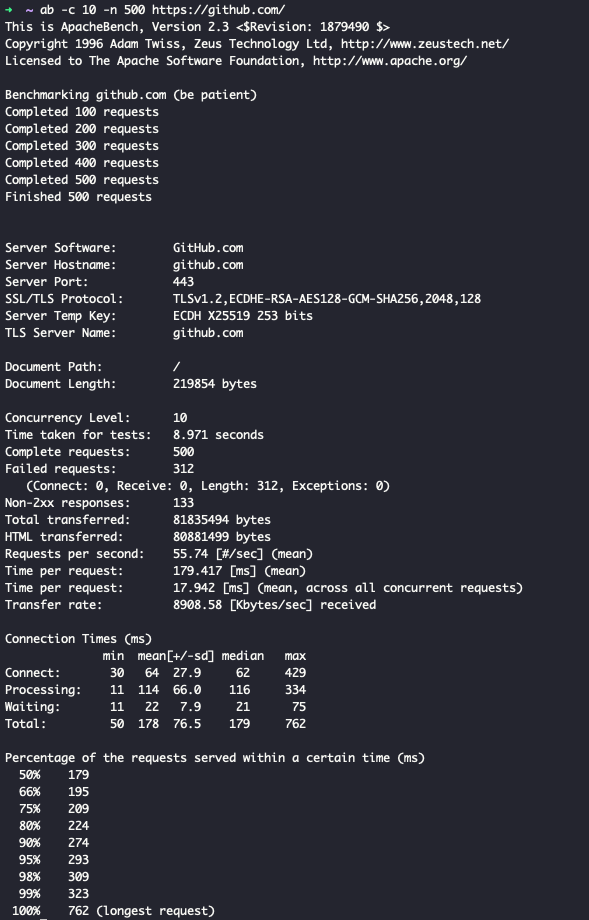 → ~ ab -c 10 -n 500 https://github.com/
This is ApacheBench, Version 2.3 <$Revision: 1879490 $>
Copyright 1996 Adam Twiss, Zeus Technology Ltd, http://www.zeustech.net/
Licensed to The Apache Software Foundation, http://www.apache.org/

Benchmarking github.com (be patient)
Completed 100 requests
Completed 200 requests
Completed 300 requests
Completed 400 requests
Completed 500 requests
Finished 500 requests


Server Software:        GitHub.com
Server Hostname:        github.com
Server Port:            443
SSL/TLS Protocol:       TLSv1.2,ECDHE-RSA-AES128-GCM-SHA256,2048,128
Server Temp Key:        ECDH X25519 253 bits
TLS Server Name:        github.com

Document Path:          /
Document Length:        219854 bytes

Concurrency Level:      10
Time taken for tests:   8.971 seconds
Complete requests:      500
Failed requests:        312
   (Connect: 0, Receive: 0, Length: 312, Exceptions: 0)
Non-2xx responses:      133
Total transferred:      81835494 bytes
HTML transferred:       80881499 bytes
Requests per second:    55.74 [#/sec] (mean)
Time per request:       179.417 [ms] (mean)
Time per request:       17.942 [ms] (mean, across all concurrent requests)
Transfer rate:          8908.58 [Kbytes/sec] received

Connection Times (ms)
              min  mean[+/-sd] median   max
Connect:       30   64  27.9     62     429
Processing:    11  114  66.0    116     334
Waiting:       11   22   7.9     21      75
Total:         50  178  76.5    179     762

Percentage of the requests served within a certain time (ms)
  50%    179
  66%    195
  75%    209
  80%    224
  90%    274
  95%    293
  98%    309
  99%    323
 100%    762 (longest request)